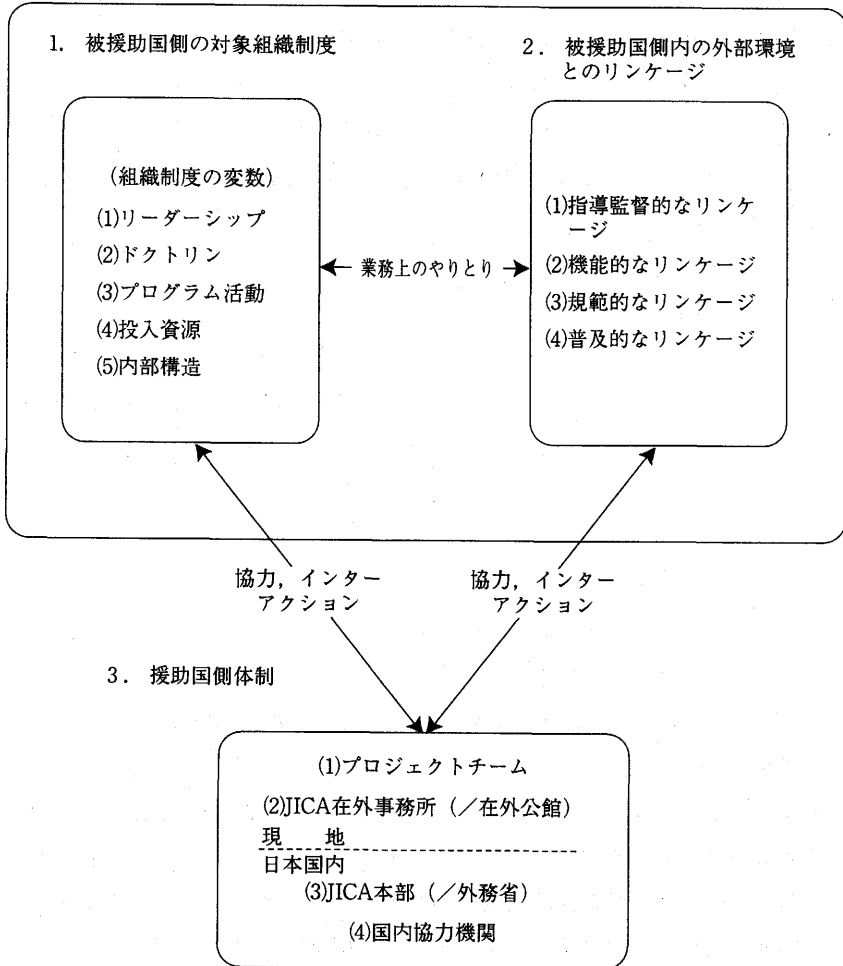 1. 被援助国側の対象組織制度
(組織制度の変数)
(1)リーダーシップ
(2)ドクトリン
(3)プログラム活動
(4)投入資源
(5)内部構造
業務上のやりとり
2. 被援助国側内の外部環境
とのリンケージ
(1)指導監督的なリンケ
ージ
(2)機能的なリンケージ
(3)規範的なリンケージ
(4)普及的なリンケージ
協力，インター
アクション
協力，インター
アクション
3. 援助国側体制
(1)プロジェクトチーム
(2)JICA在外事務所（／在外公館）
現　地
日本国内
(3)JICA本部（／外務省）
(4)国内協力機関